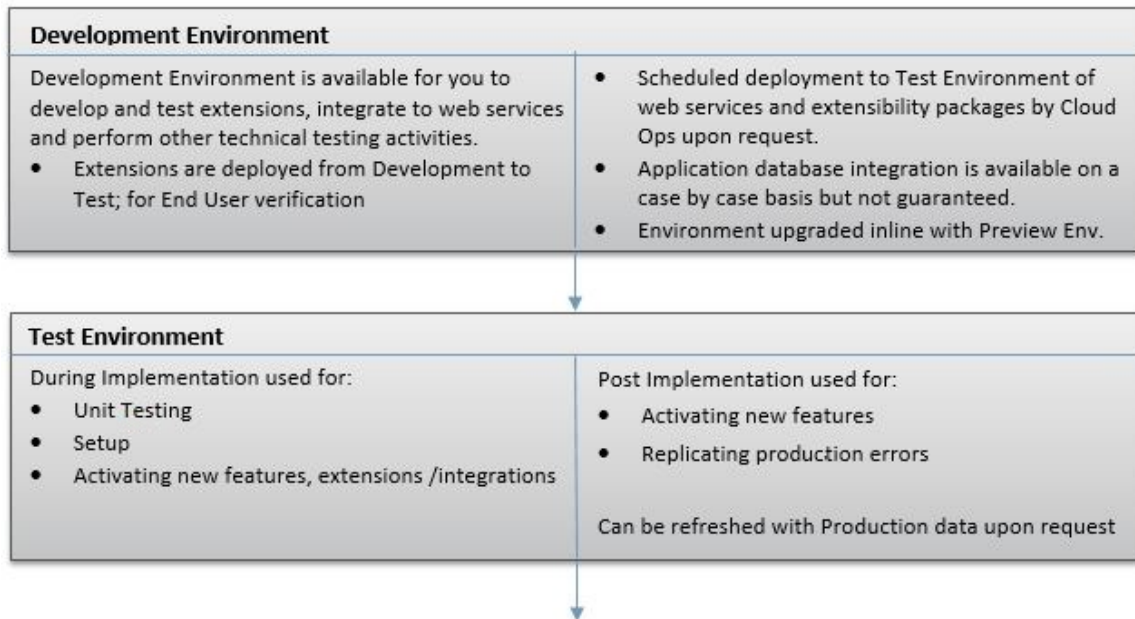 Development Environment
Development Environment is available for you to
develop and test extensions, integrate to web services
and perform other technical testing activities.
• Extensions are deployed from Development to
Test; for End User verification
• Scheduled deployment to Test Environment of
web services and extensibility packages by Cloud
Ops upon request.
• Application database integration is available on a
case by case basis but not guaranteed.
• Environment upgraded inline with Preview Env.
Test Environment
During Implementation used for:
• Unit Testing
• Setup
• Activating new features, extensions /integrations
Post Implementation used for:
• Activating new features
• Replicating production errors
Can be refreshed with Production data upon request